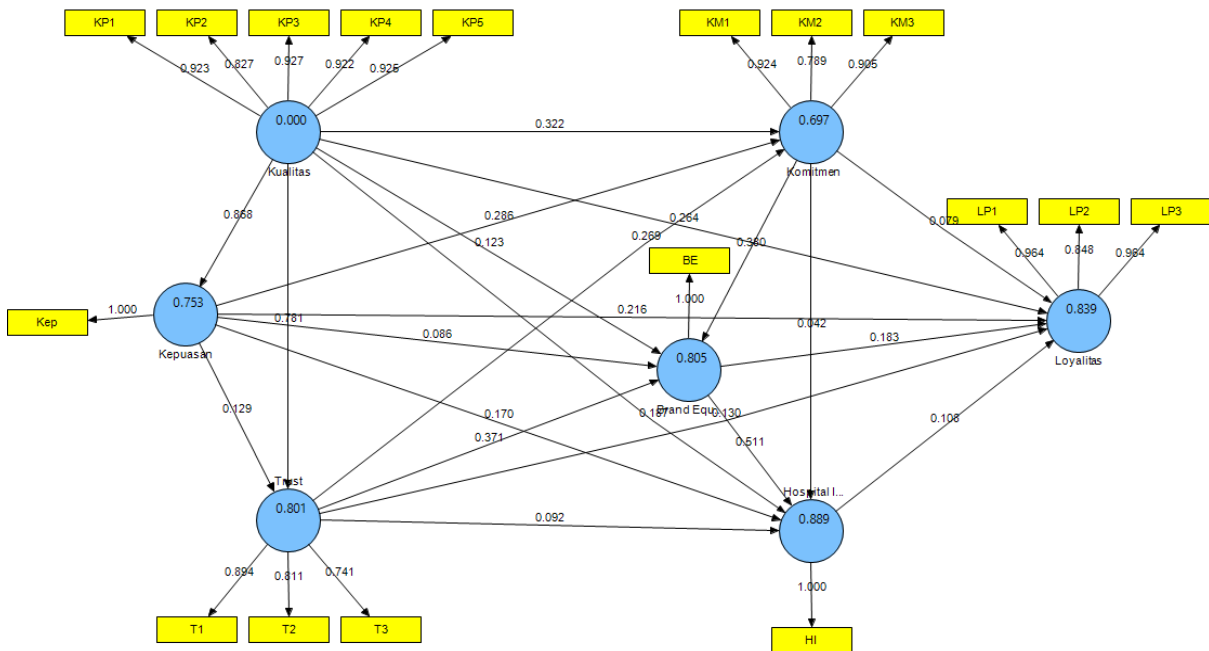 KP1 KP2 KP3 KP4 KP5 KM1 KM2 KM3
0.923 0.827 0.927 0.922 0.925 0.924 0.789 0.905
0.000 0.322 0.697
Kualitas Komitmen
0.868 0.286 0.264 0.079 LP1 LP2 LP3
0.123 0.269 0.380 0.964 0.848 0.964
BE
1.000
Kep 1.000 0.753 0.781 0.216 0.042 0.839
Kepuasan 0.086 0.805 0.183 Loyalitas
0.129 0.170 Brand Equ... 0.130
0.371 0.187 0.511 0.108
Trust Hospital I...
0.801 0.092 0.889
0.894 0.811 0.741 1.000
T1 T2 T3 HI